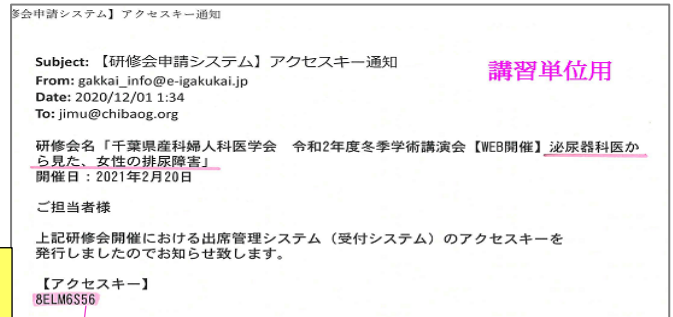 多会申請システム】アクセスキー通知
Subject: 【研修会申請システム】アクセスキー通知
講習単位用
From: gakkai_info@e-igakukai.jp
Date: 2020/12/01 1:34
To: jimu@chibaog.org
研修会名「千葉県産科婦人科医学会　令和2年度冬季学術講演会【WEB開催】泌尿器科医か
ら見た、女性の排尿障害」
開催日：2021年2月20日
ご担当者様
上記研修会開催における出席管理システム（受付システム）のアクセスキーを
発行しましたのでお知らせ致します。
【アクセスキー】
8ELM6S56